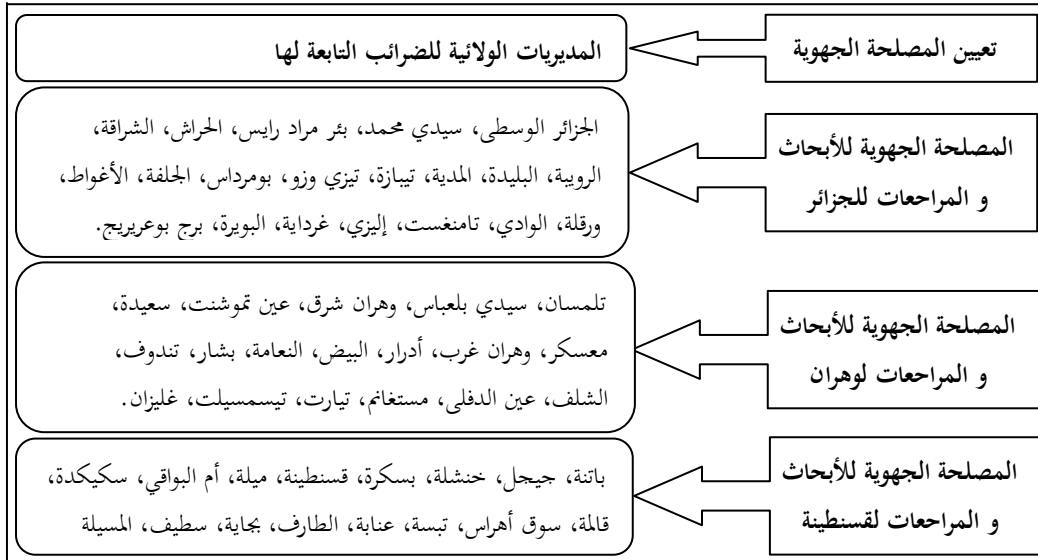 تعيين المصلحة الجهوية
المديريات الولائية للضرائب التابعة لها
المصلحة الجهوية للأبحاث
و المراحعات للجزائر
الجزائر الوسطى، سيدي محمد، بئر مراد رايس، الحراش، الشراقة،
الرويبة، البليدة، المدية، تيبازة، تيزي وزو، بومرداس، الجلفة، الأغواط،
ورقلة، الوادي، تامنغست، إليزي، غرداية، البويرة، برج بوعريريج.
المصلحة الجهوية للأبحاث
و المراحعات لوهران
تلمسان، سيدي بلعباس، وهران شرق، عين تموشنت، سعيدة،
معسكر، وهران غرب، أدرار، البيض، النعامة، بشار، تندوف،
الشلف، عين الدفلى، مستغانم، تيارت، تيسمسيلت، غليزان.
المصلحة الجهوية للأبحاث
و المراحعات لقسنطينة
باتنة، جيجل، خنشلة، بسكرة، قسنطينة، ميلة، أم البواقي، سكيكدة،
قالمة، سوق أهراس، تبسة، عنابة، الطارف، بجاية، سطيف، المسيلة